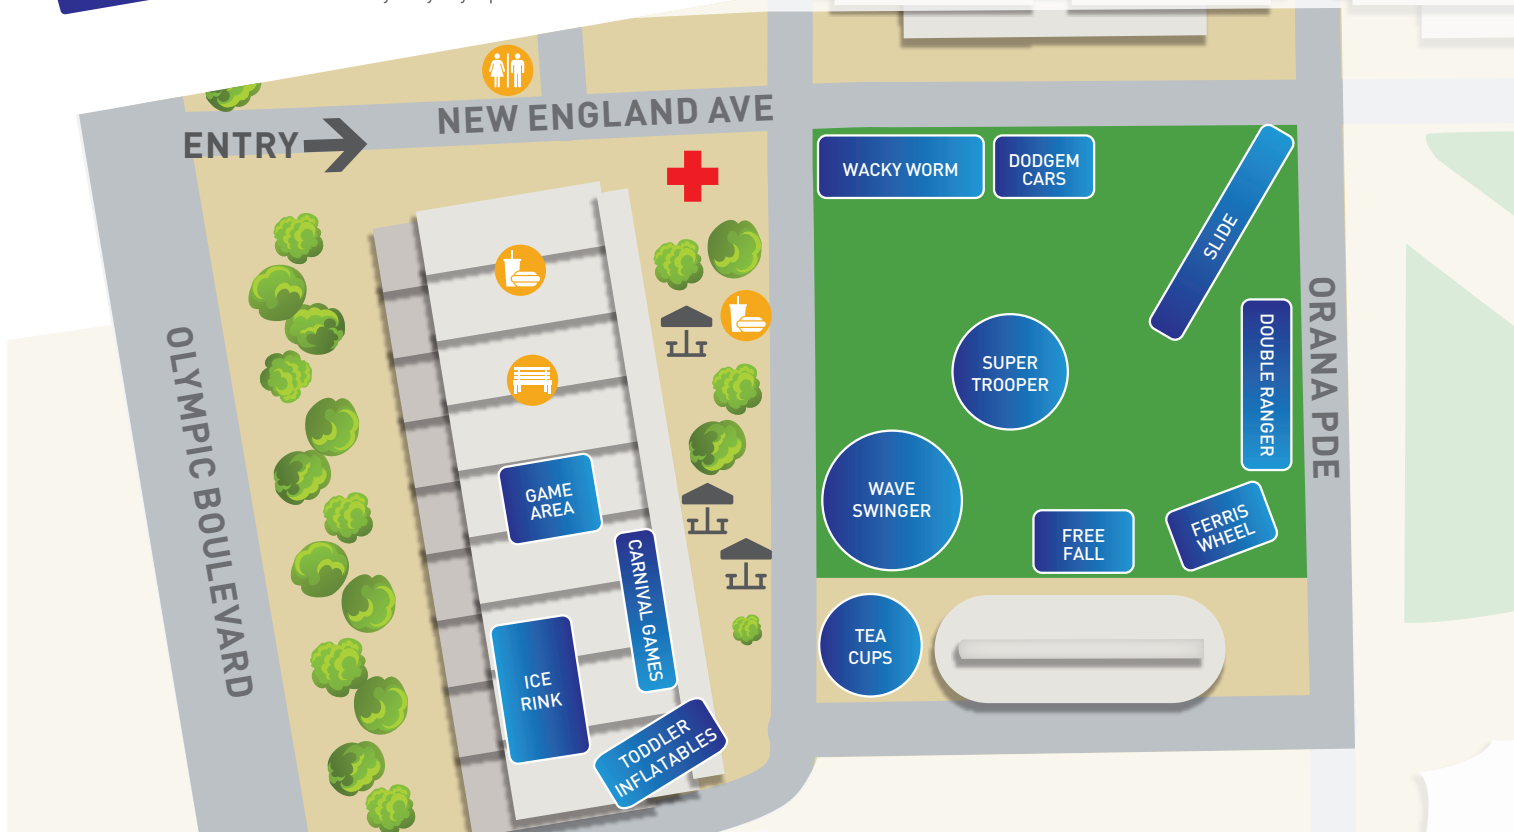 NEW ENGLAND AVE
ENTRY
WACKY WORM
DODGEM
CARS
SLIDE
OLYMPIC BOULEVARD
ORANA PDE
DOUBLE RANGER
SUPER
TROOPER
GAME
AREA
WAVE
SWINGER
FREE
FALL
FERRIS
WHEEL
CARNIVAL GAMES
TEA
CUPS
ICE
RINK
TODDLER
INFLATABLES